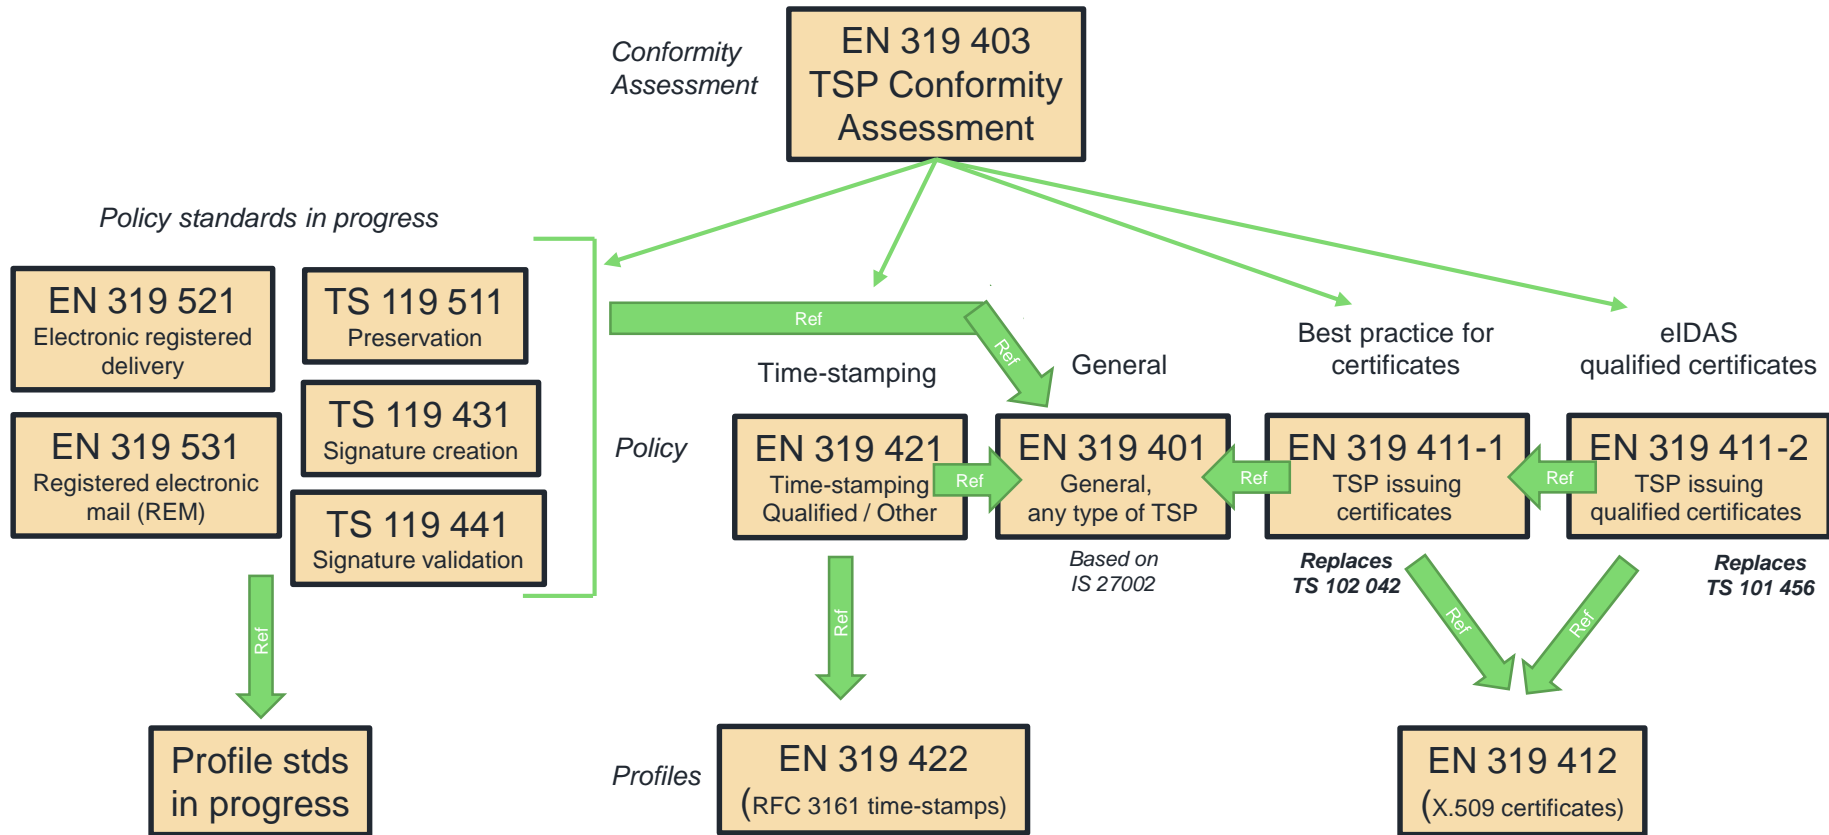 Conformity
Assessment
EN 319 403
TSP Conformity
Assessment
Policy standards in progress
EN 319 521
Electronic registered
delivery
TS 119 511
Preservation
EN 319 531
Registered electronic
mail (REM)
TS 119 431
Signature creation
TS 119 441
Signature validation
Ref
Ref
Time-stamping
General
Best practice for
certificates
eIDAS
qualified certificates
Policy
EN 319 421
Time-stamping
Qualified / Other
Ref
EN 319 401
General,
any type of TSP
Based on
IS 27002
Ref
EN 319 411-1
TSP issuing
certificates
Replaces
TS 102 042
Ref
EN 319 411-2
TSP issuing
qualified certificates
Replaces
TS 101 456
Ref
Ref
Ref
Ref
Profile stds
in progress
Profiles
EN 319 422
(RFC 3161 time-stamps)
EN 319 412
(X.509 certificates)